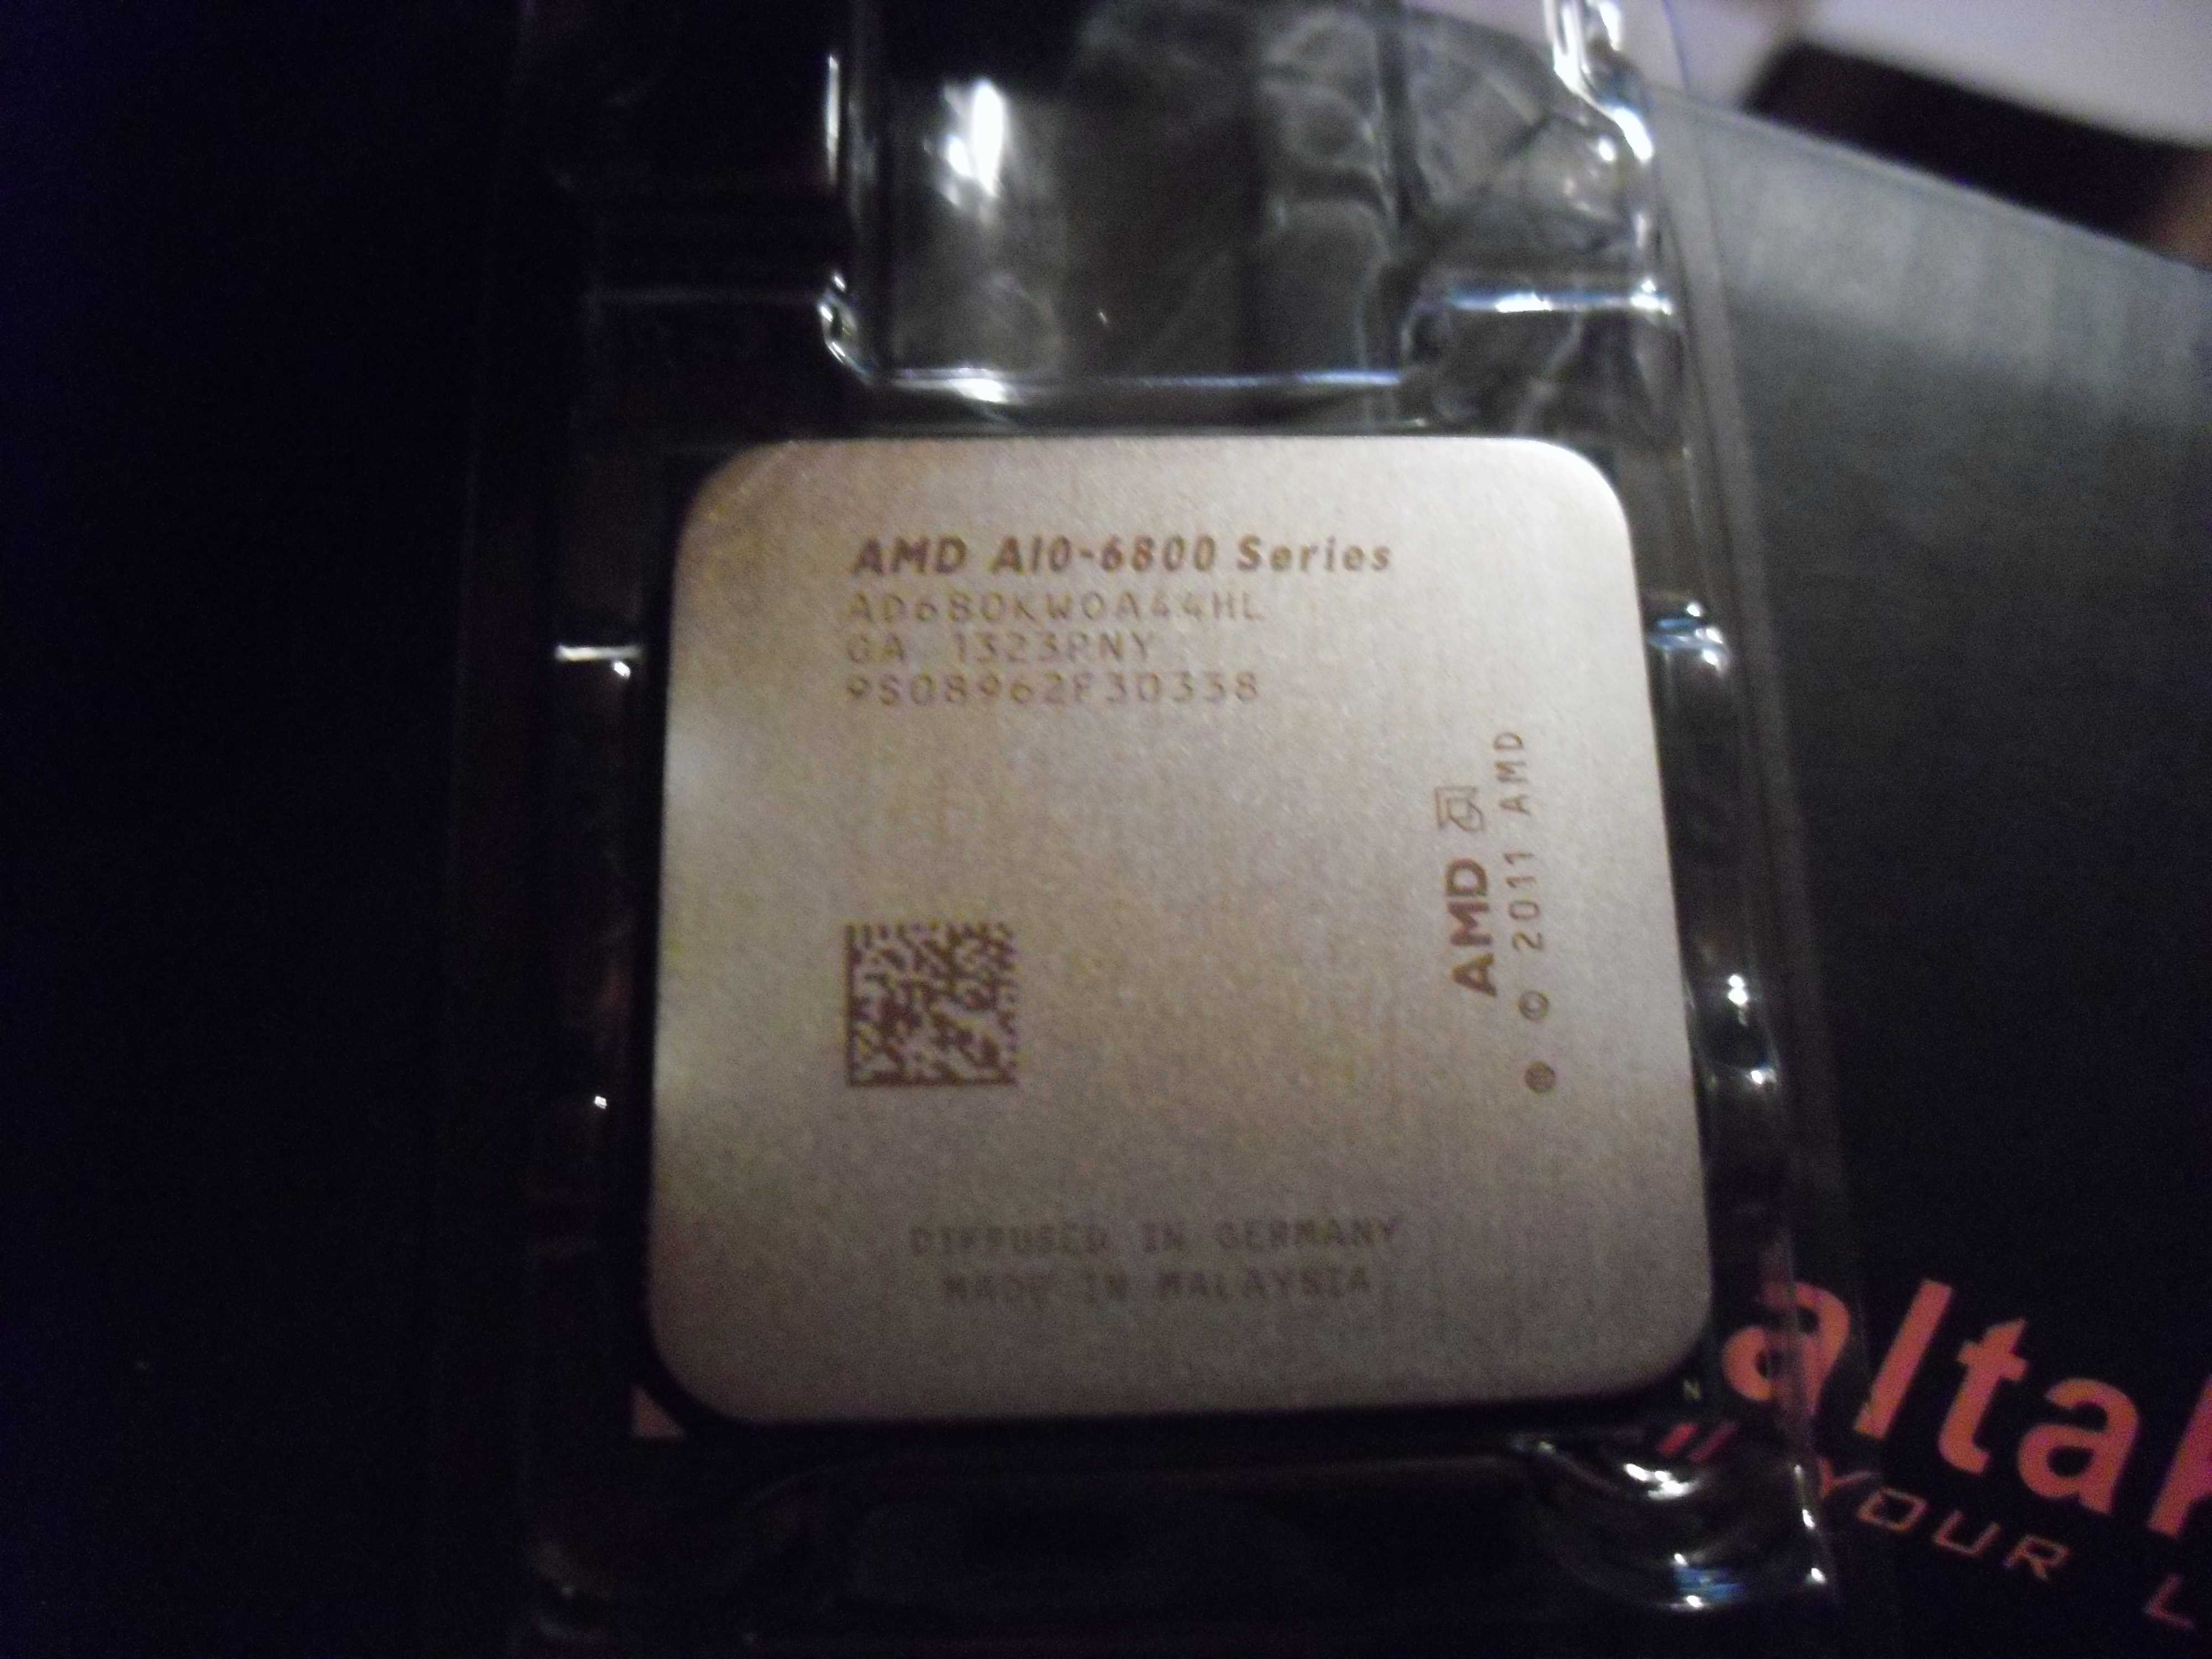 AMD A10-6800 Series
AD680KWOA44HL
GA 1323PNY
9S08962F30338
AMD
© 2011 AMD
DIFFUSED IN GERMANY
MADE IN MALAYSIA
N
alta
YOUR L